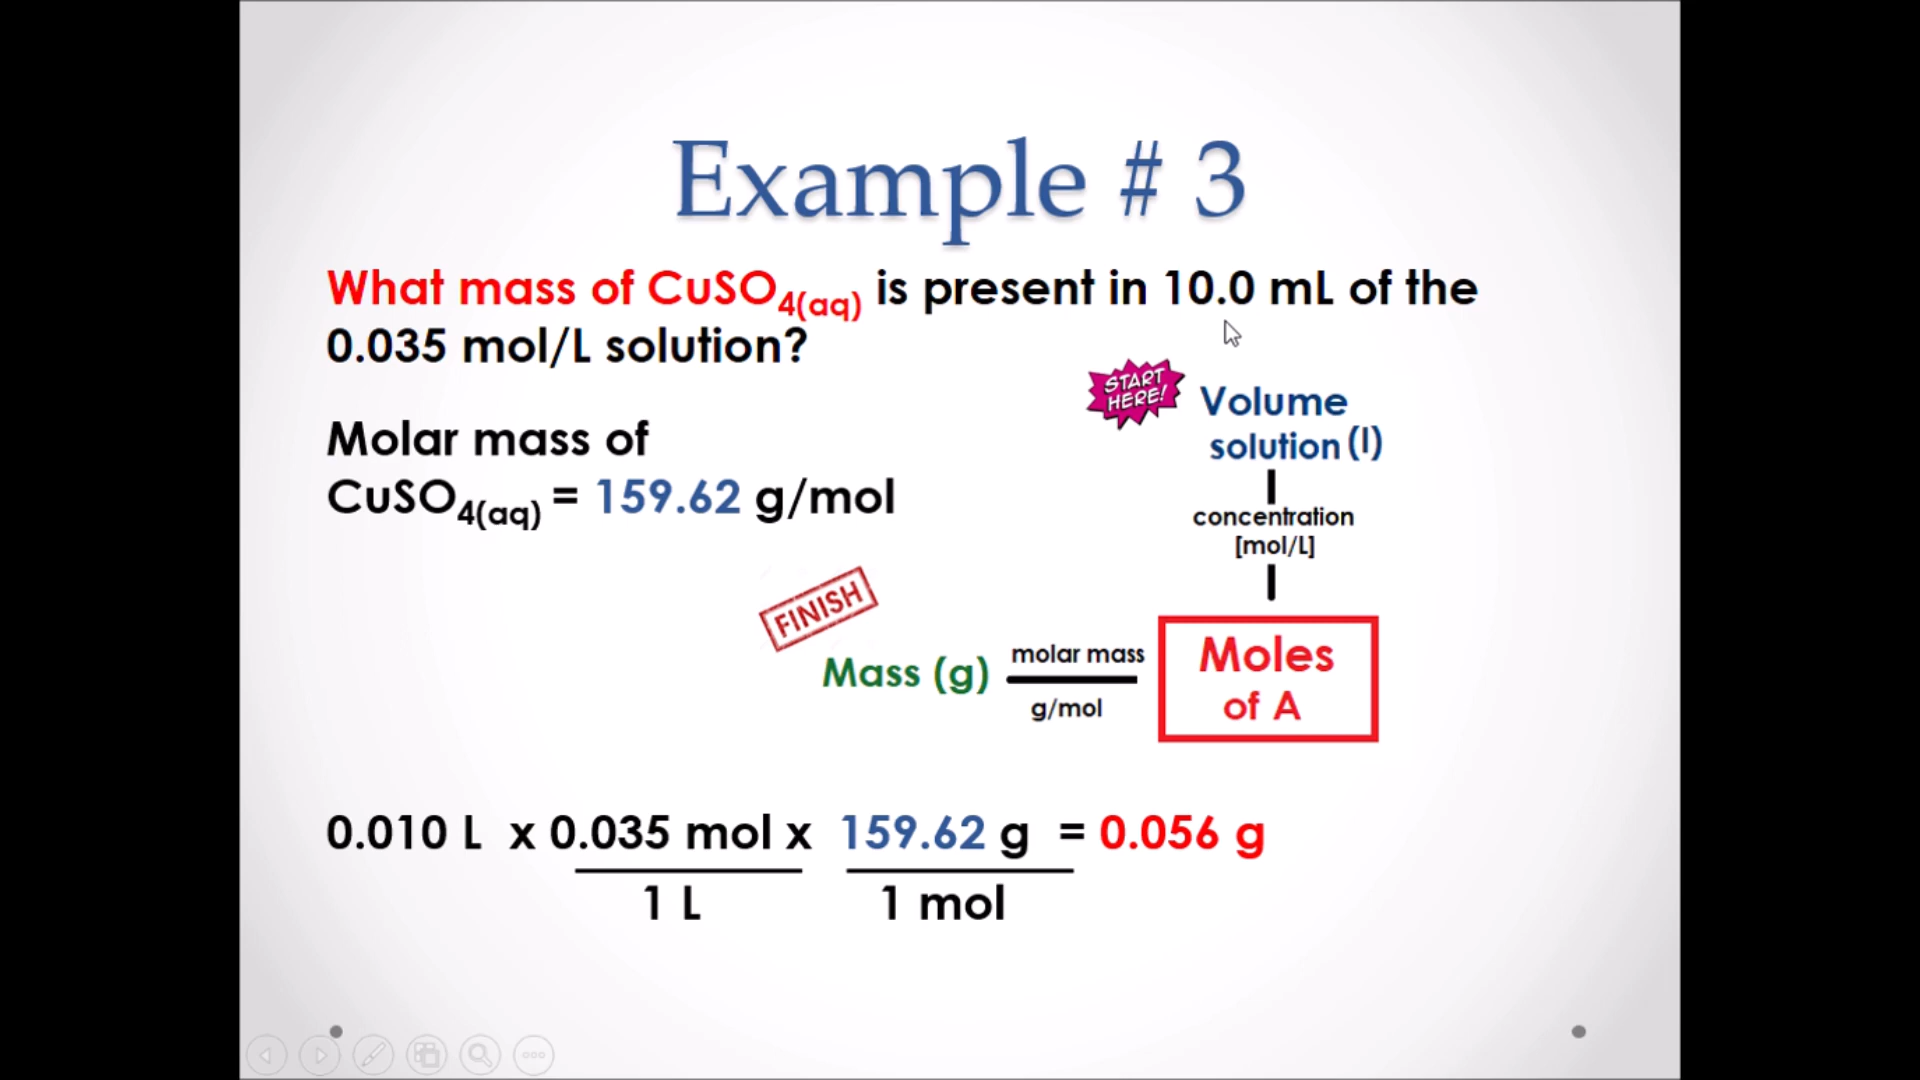 Example # 3
What mass of CuSO4(aq) is present in 10.0 mL of the
0.035 mol/L solution?
START
HERE!
Volume
solution (l)
Molar mass of
CuSO4(aq) = 159.62 g/mol
concentration
[mol/L]
FINISH
Mass (g)
molar mass
g/mol
Moles
of A
0.010 L x 0.035 mol x 159.62 g = 0.056 g
1 L 1 mol